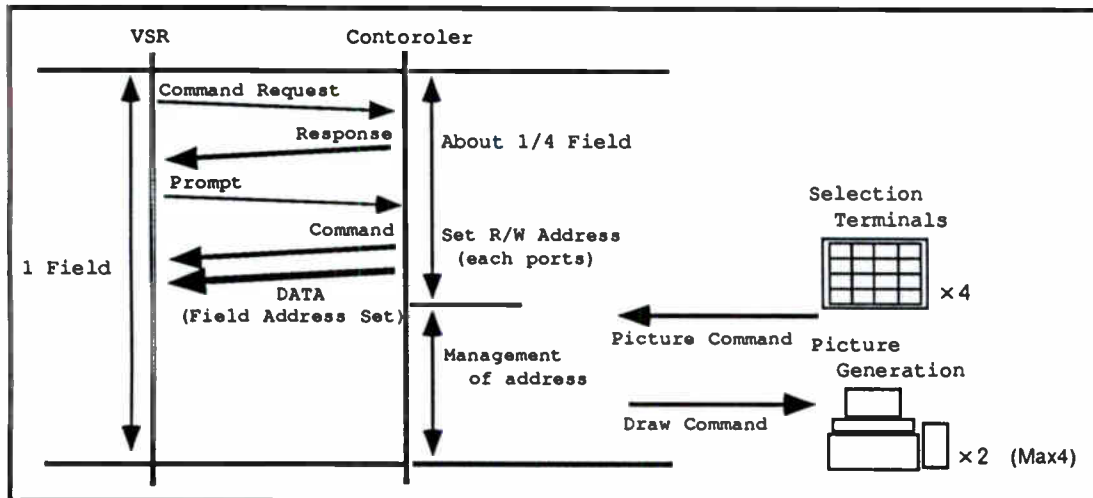 VSR
Contoroler
Command Request
Response
About 1/4 Field
Prompt
Selection
Terminals
Command
Set R/W Address
(each ports)
1 Field
×4
DATA
(Field Address Set)
Picture Command
Picture
Generation
Management
of address
Draw Command
×2 (Max4)